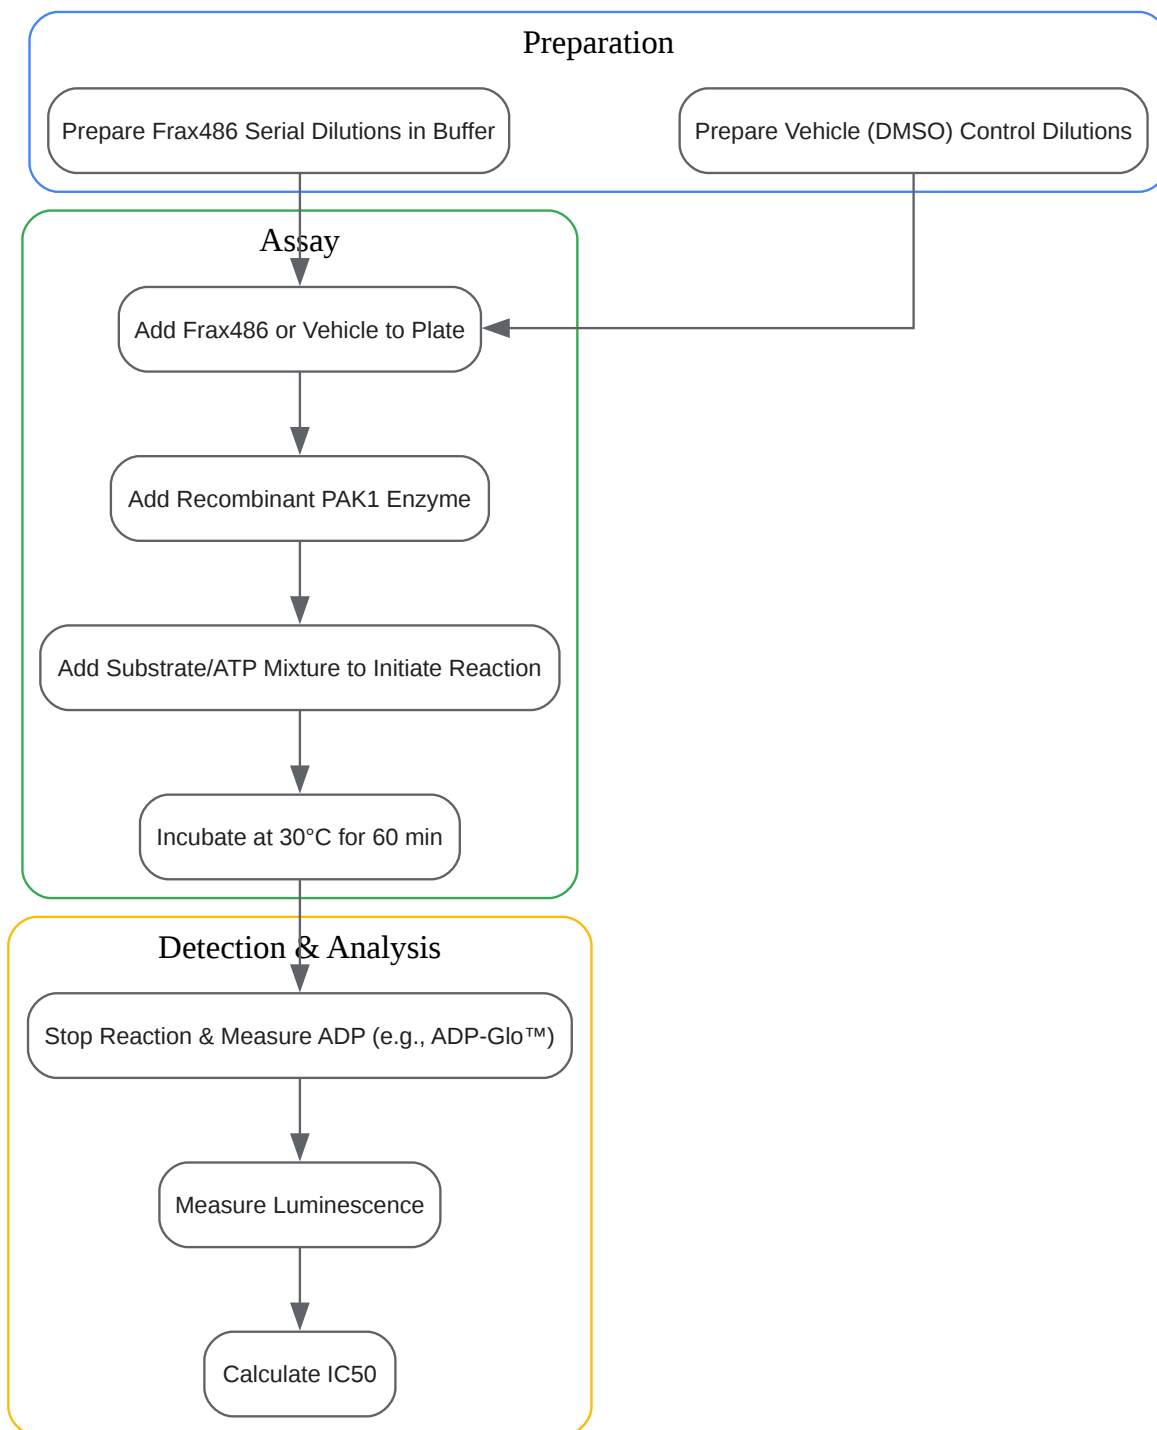 Preparation
Prepare Frax486 Serial Dilutions in Buffer
Prepare Vehicle (DMSO) Control Dilutions
Assay
Add Frax486 or Vehicle to Plate
Add Recombinant PAK1 Enzyme
Add Substrate/ATP Mixture to Initiate Reaction
Incubate at 30°C for 60 min
Detection & Analysis
Stop Reaction & Measure ADP (e.g., ADP-Glo™)
Measure Luminescence
Calculate IC50